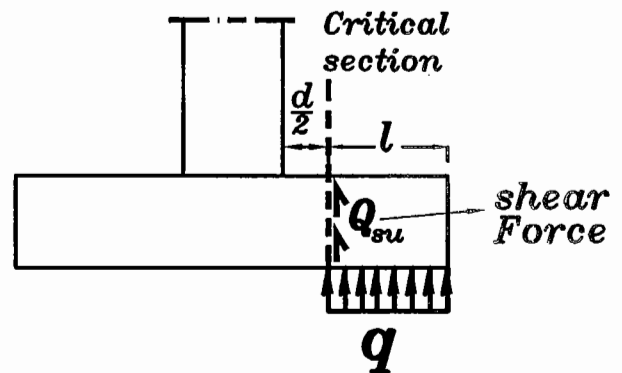 Critical
section
d/2
l
Q_su
shear
Force
q